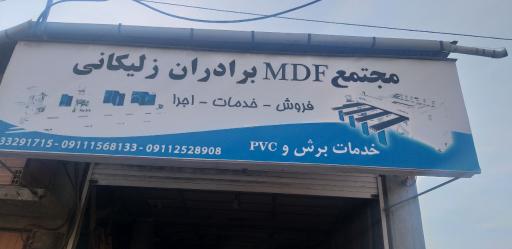 مجتمع MDF برادران زلیکانی
فروش - خدمات - اجرا
خدمات برش و PVC
33291715 - 09111568133 - 09112528908